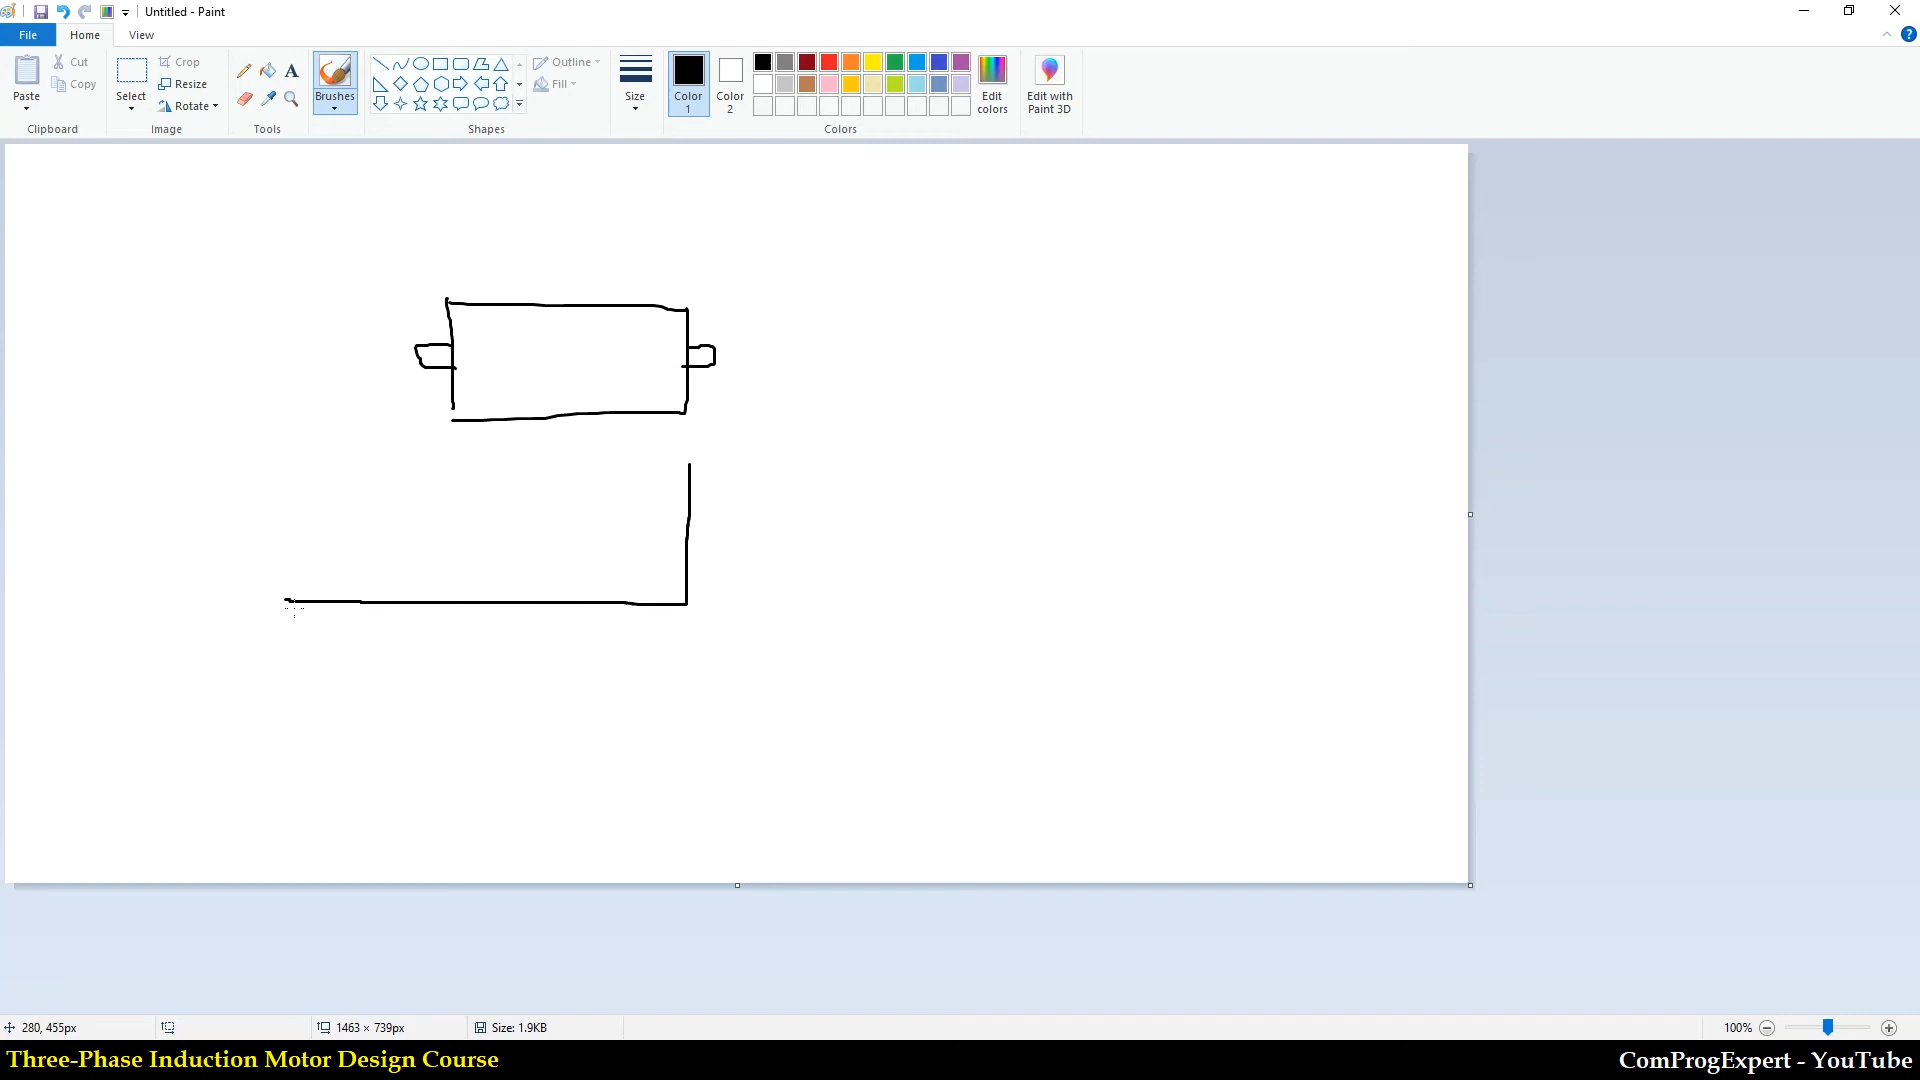 Untitled - Paint
File
Home
View
Paste
Cut
Copy
Clipboard
Select
Crop
Resize
Rotate
Image
A
Tools
Brushes
Outline
Fill
Shapes
Size
Color
1
Color
2
Edit
colors
Colors
Edit with
Paint 3D
280, 455px
1463 × 739px
Size: 1.9KB
100%
Three-Phase Induction Motor Design Course
ComProgExpert - YouTube